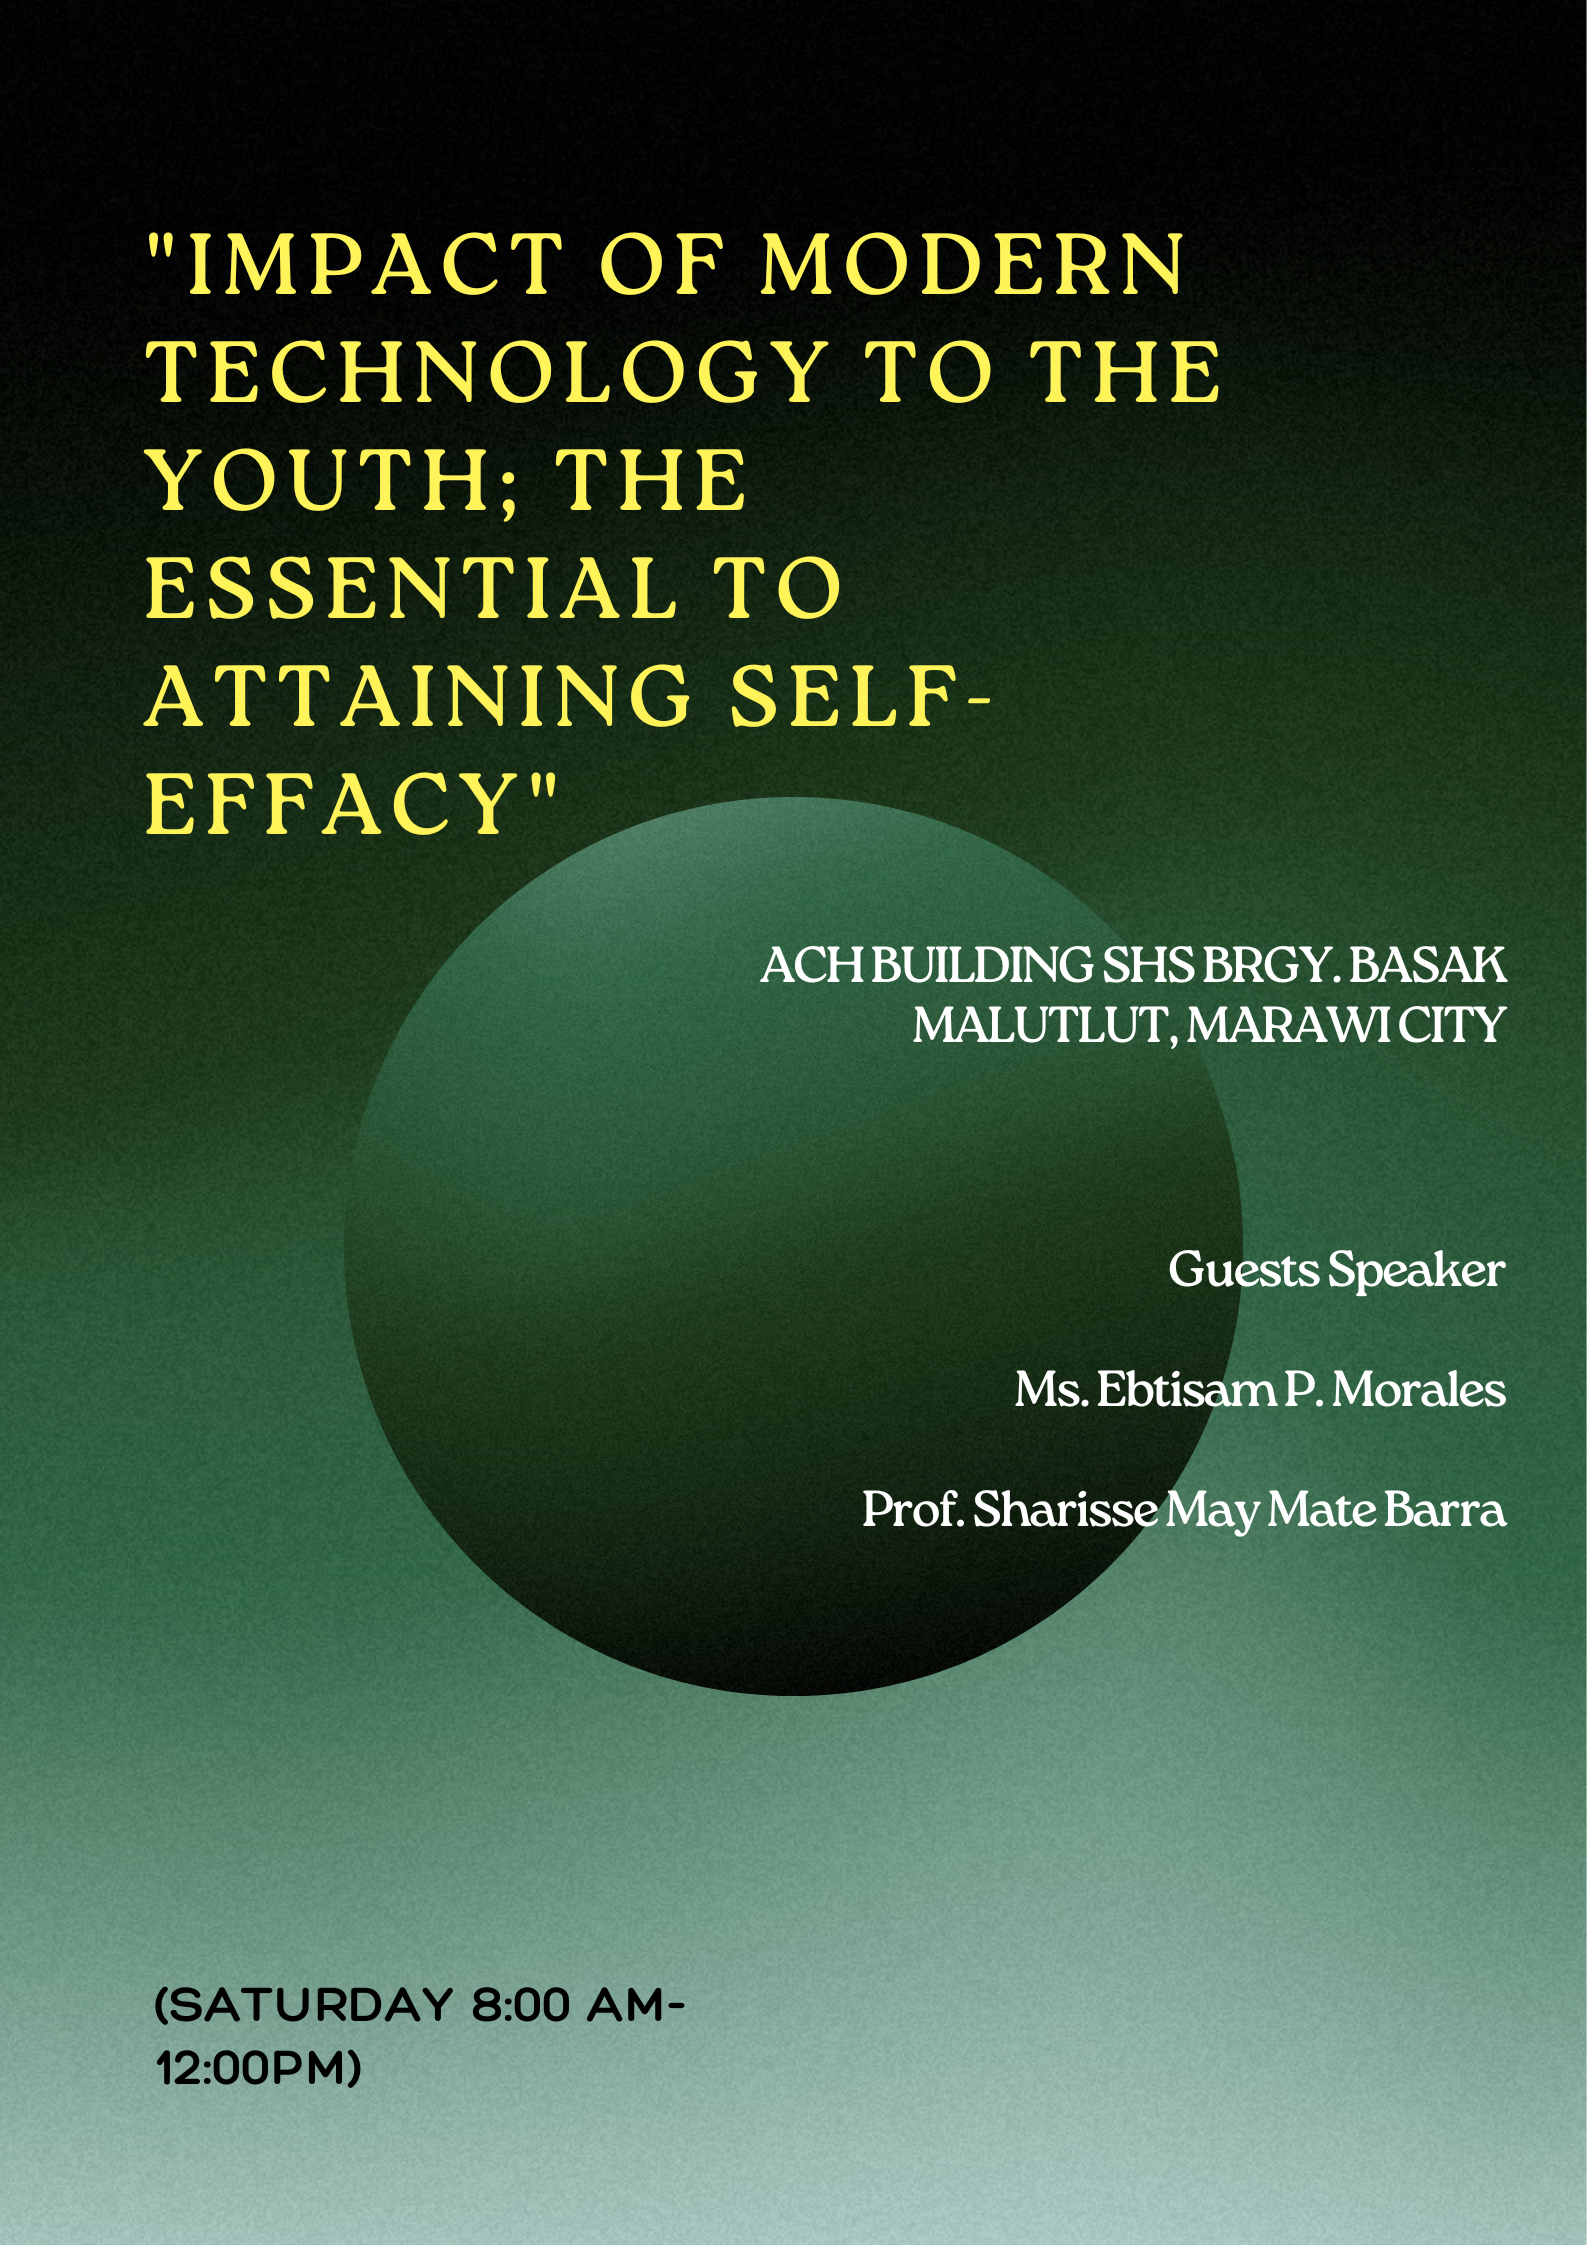 "IMPACT OF MODERN
TECHNOLOGY TO THE
YOUTH; THE
ESSENTIAL TO
ATTAINING SELF-
EFFACY"
ACH BUILDING SHS BRGY. BASAK
MALUTLUT, MARAWI CITY
Guests Speaker
Ms. Ebtisam P. Morales
Prof. Sharisse May Mate Barra
(SATURDAY 8:00 AM-
12:00PM)